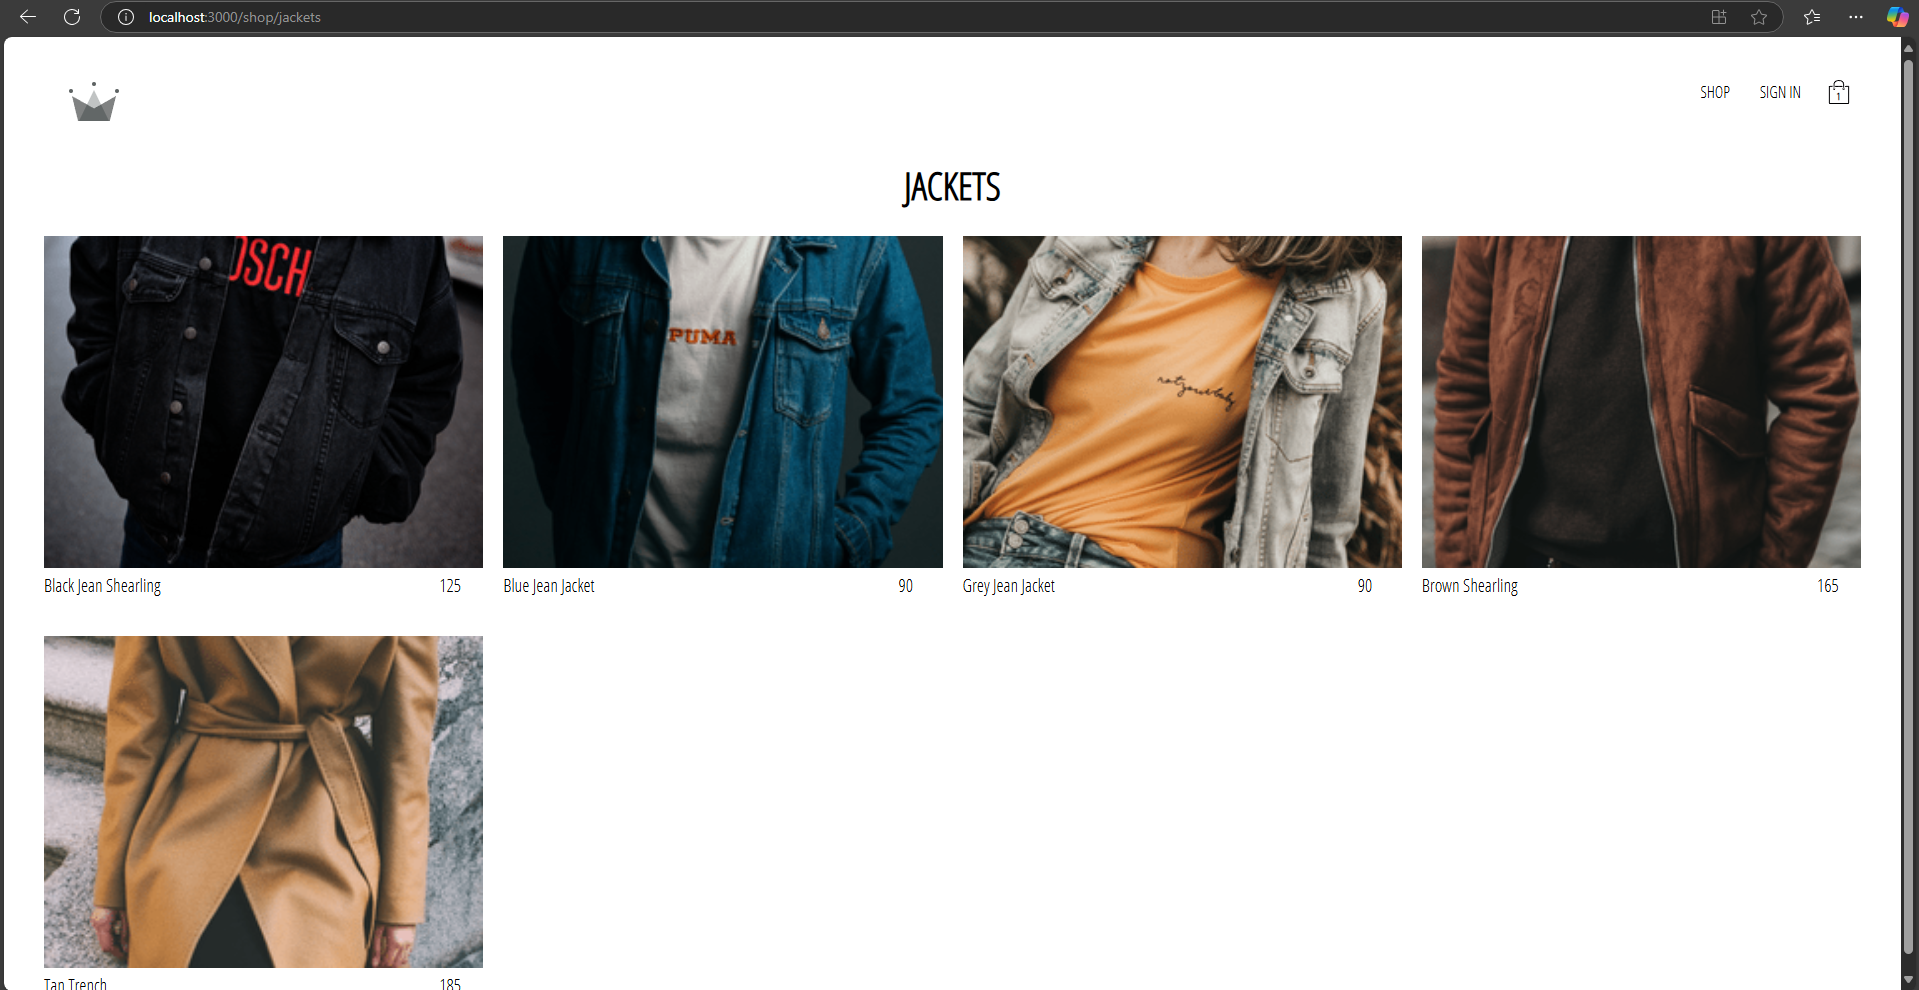 localhost:3000/shop/jackets
SHOP SIGN IN 1
JACKETS
OSCH
PUMA
notyourbaby
Black Jean Shearling 125
Blue Jean Jacket 90
Grey Jean Jacket 90
Brown Shearling 165
Tan Trench 185